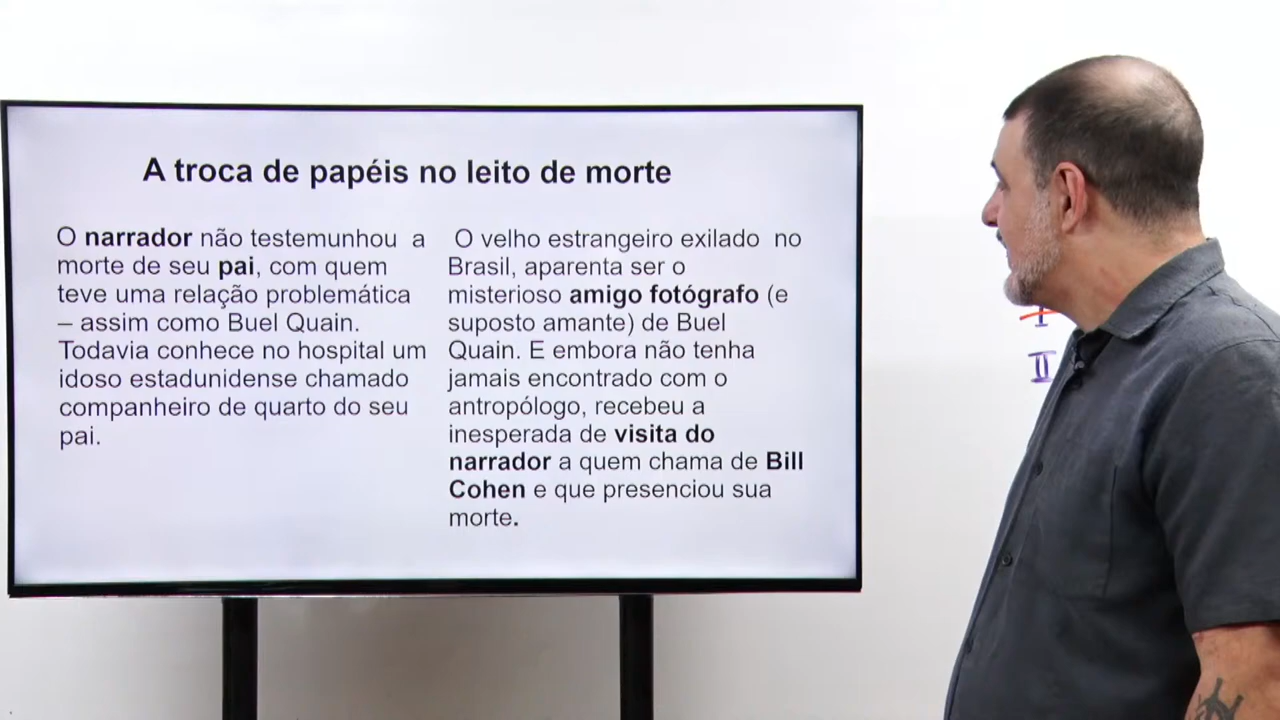 A troca de papéis no leito de morte
O narrador não testemunhou a
morte de seu pai, com quem
teve uma relação problemática
– assim como Buel Quain.
Todavia conhece no hospital um
idoso estadunidense chamado
companheiro de quarto do seu
pai.
O velho estrangeiro exilado no
Brasil, aparenta ser o
misterioso amigo fotógrafo (e
suposto amante) de Buel
Quain. E embora não tenha
jamais encontrado com o
antropólogo, recebeu a
inesperada de visita do
narrador a quem chama de Bill
Cohen e que presenciou sua
morte.
I
II